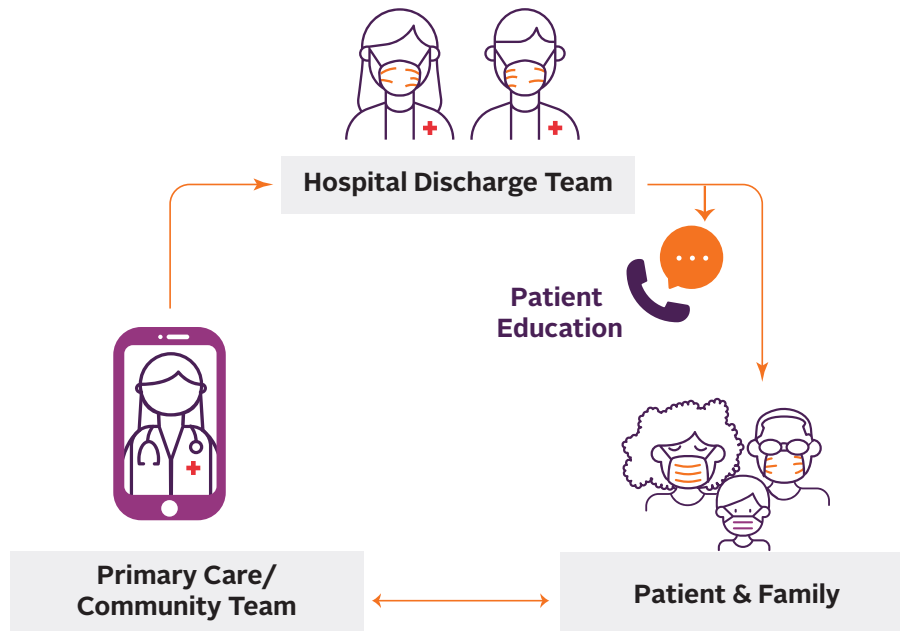 Hospital Discharge Team
Patient
Education
Primary Care/
Community Team
Patient & Family